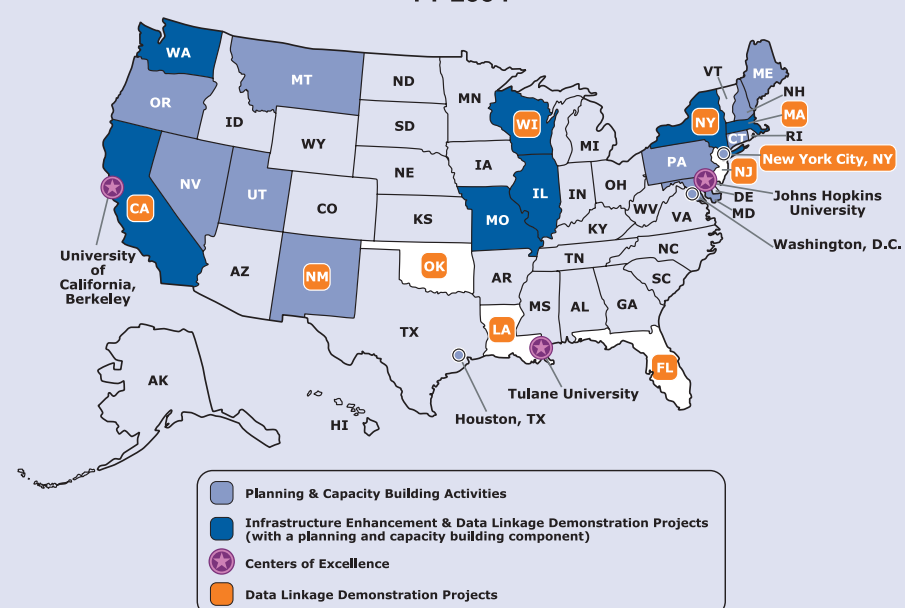 WA
MT
ND
MN
VT
ME
OR
ID
SD
WI
NY
NH
MA
WY
MI
CT
RI
New York City, NY
NV
UT
NE
IA
PA
NJ
CA
CO
IL
IN
OH
DE
MD
Johns Hopkins
University
KS
MO
WV
VA
KY
Washington, D.C.
University
of
California,
Berkeley
AZ
NM
OK
TN
NC
AR
SC
MS
AL
GA
TX
LA
FL
AK
Tulane University
HI
Houston, TX
Planning & Capacity Building Activities
Infrastructure Enhancement & Data Linkage Demonstration Projects
(with a planning and capacity building component)
Centers of Excellence
Data Linkage Demonstration Projects